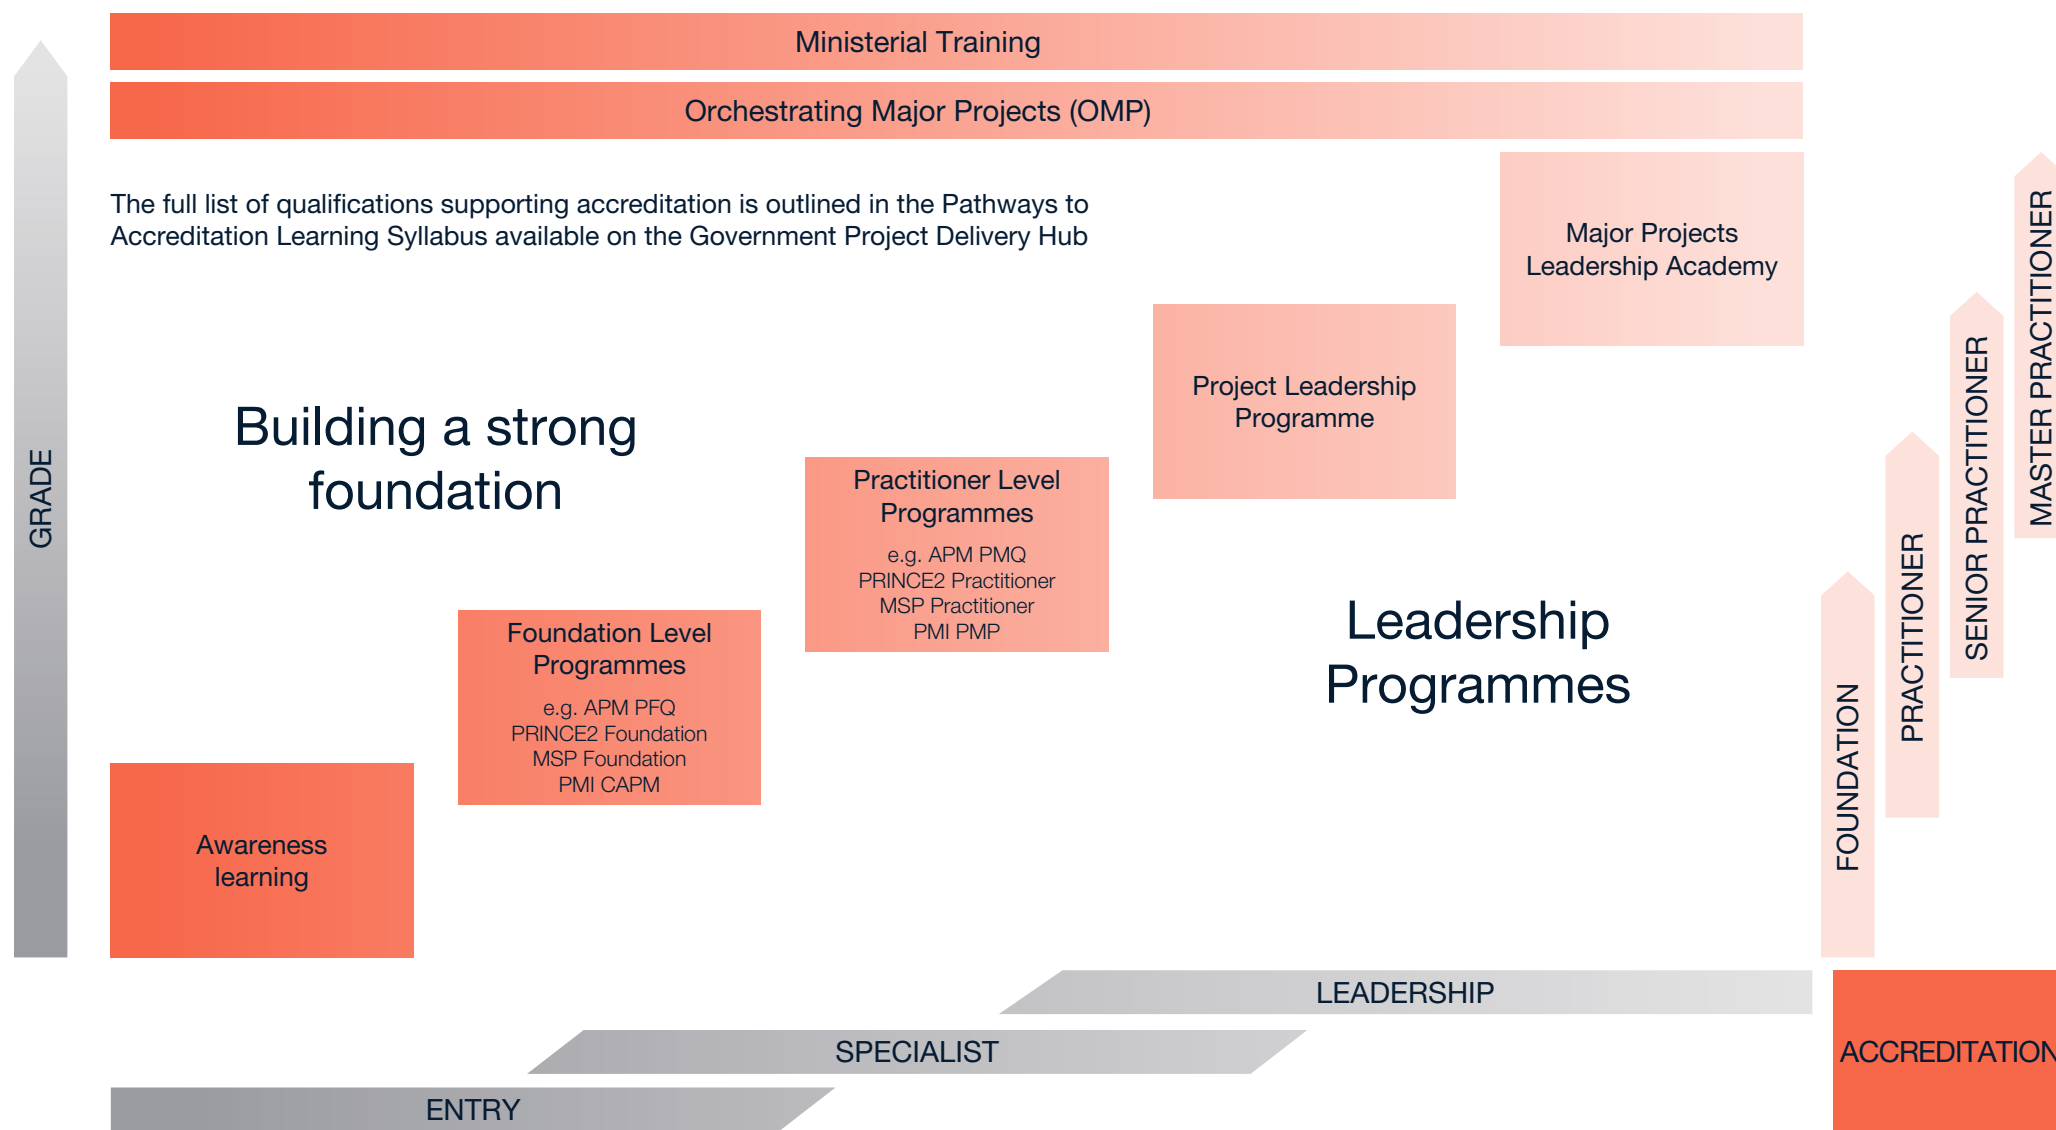 Ministerial Training
Orchestrating Major Projects (OMP)
The full list of qualifications supporting accreditation is outlined in the Pathways to
Accreditation Learning Syllabus available on the Government Project Delivery Hub
Major Projects
Leadership Academy
Project Leadership
Programme
Building a strong
foundation
Practitioner Level
Programmes
e.g. APM PMQ
PRINCE2 Practitioner
MSP Practitioner
PMI PMP
Foundation Level
Programmes
e.g. APM PFQ
PRINCE2 Foundation
MSP Foundation
PMI CAPM
Leadership
Programmes
Awareness
learning
GRADE
FOUNDATION
PRACTITIONER
SENIOR PRACTITIONER
MASTER PRACTITIONER
LEADERSHIP
SPECIALIST
ENTRY
ACCREDITATION